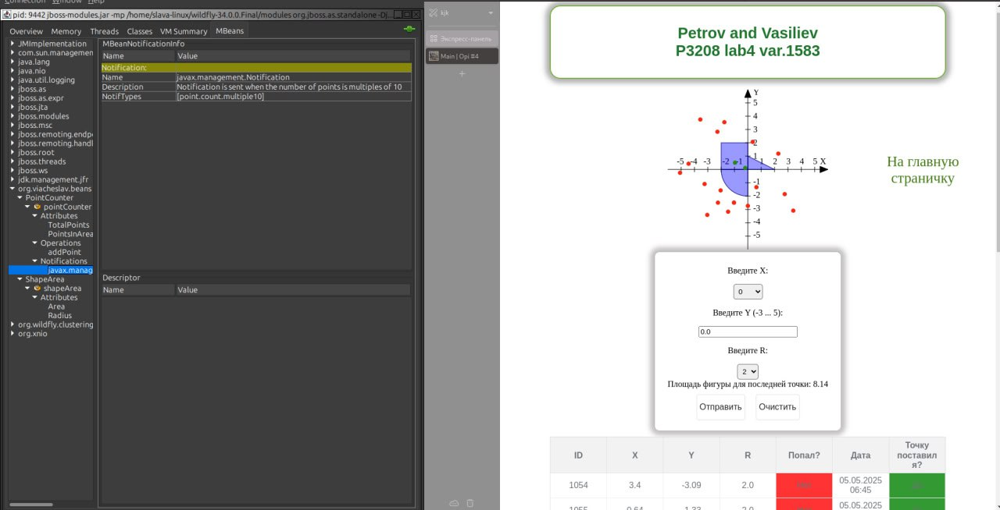 Connection Window Help
pid: 9442 jboss-modules.jar -mp /home/slava-linux/wildfly-34.0.0.Final/modules org.jboss.as.standalone -Dj...
Overview Memory Threads Classes VM Summary MBeans
JMImplementation
com.sun.managemen
java.lang
java.nio
java.util.logging
jboss.as
jboss.as.expr
jboss.jta
jboss.modules
jboss.msc
jboss.remoting.endp
jboss.remoting.handl
jboss.root
jboss.threads
jboss.ws
jdk.management.jfr
org.viacheslav.beans
PointCounter
pointCounter
Attributes
TotalPoints
PointsInArea
Operations
addPoint
Notifications
javax.manag
ShapeArea
shapeArea
Attributes
Area
Radius
org.wildfly.clustering
org.xnio
MBeanNotificationInfo
Name Value
Notification:
Name javax.management.Notification
Description Notification is sent when the number of points is multiples of 10
NotifTypes [point.count.multiple10]
Descriptor
Name Value
kjk
Экспресс-панель
Main | Opi #4
Petrov and Vasiliev
P3208 lab4 var.1583
Y
5
4
3
2
1
-5 -4 -3 -2 -1 1 2 3 4 5 X
-1
-2
-3
-4
-5
На главную
страничку
Введите X:
0
Введите Y (-3 ... 5):
0.0
Введите R:
2
Площадь фигуры для последней точки: 8.14
Отправить Очистить
ID X Y R Попал? Дата Точку
поставил
я?
1054 3.4 -3.09 2.0 05.05.2025
06:45
1055 0.64 -1.33 2.0 05.05.2025